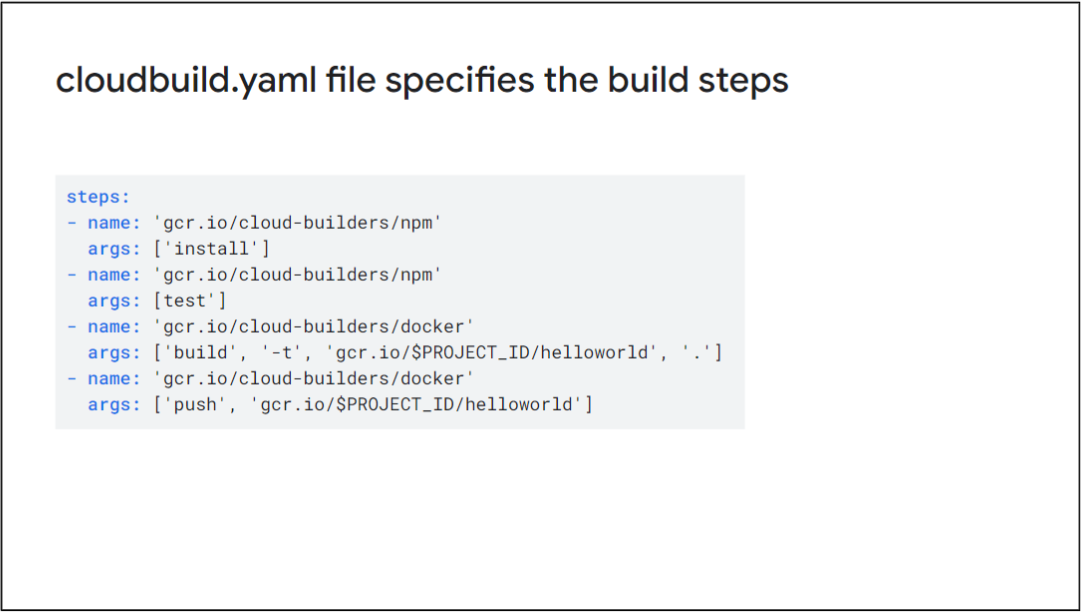 cloudbuild.yaml file specifies the build steps
steps:
- name: 'gcr.io/cloud-builders/npm'
  args: ['install']
- name: 'gcr.io/cloud-builders/npm'
  args: [test']
- name: 'gcr.io/cloud-builders/docker'
  args: ['build', '-t', 'gcr.io/$PROJECT_ID/helloworld', '.']
- name: 'gcr.io/cloud-builders/docker'
  args: ['push', 'gcr.io/$PROJECT_ID/helloworld']